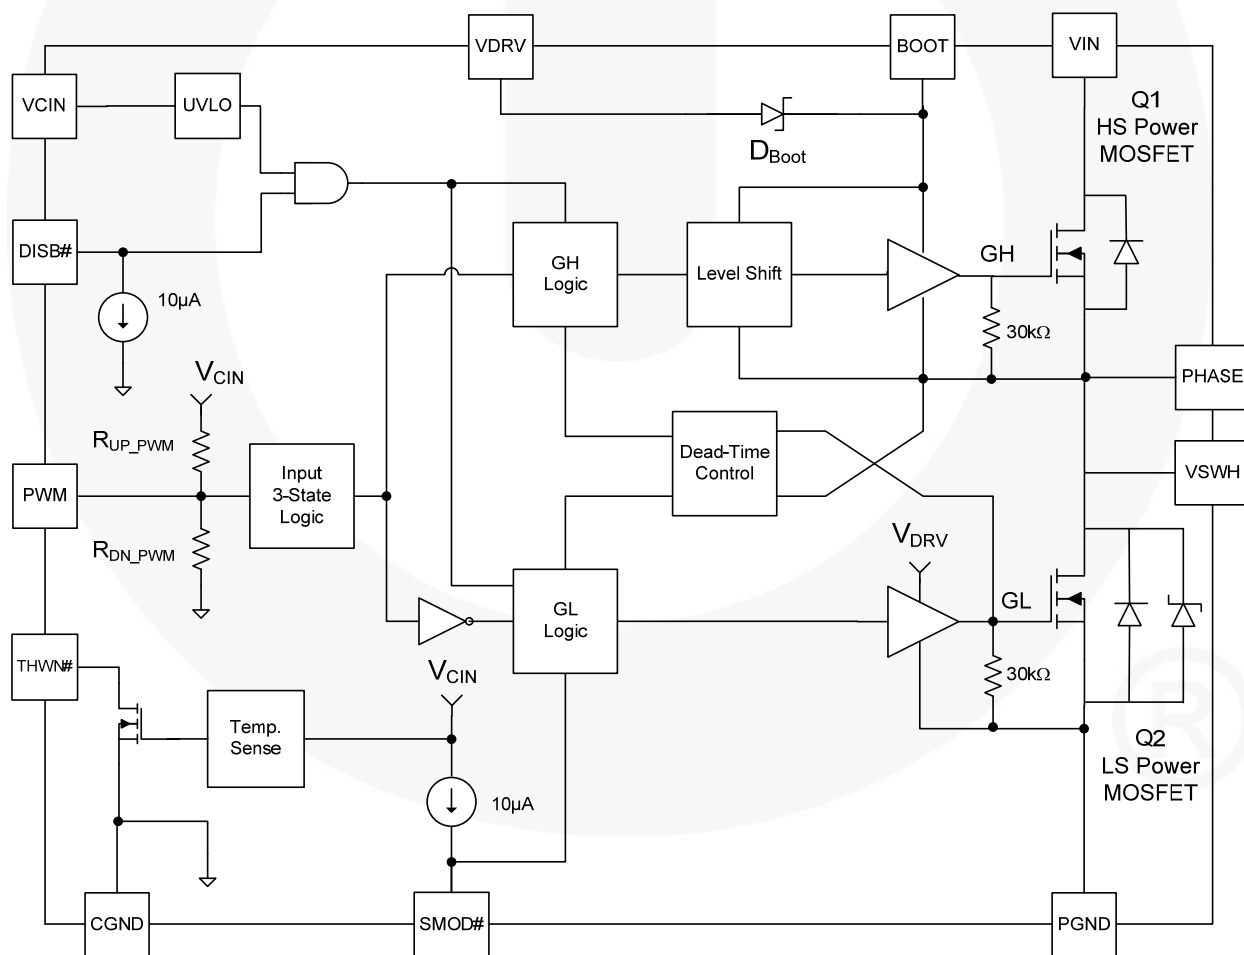 VDRV
BOOT
VIN
VCIN
UVLO
Q1
HS Power
MOSFET
DBoot
DISB#
10µA
GH
Logic
Level Shift
GH
30kΩ
VCIN
PHASE
RUP_PWM
Dead-Time
Control
VSWH
PWM
Input
3-State
Logic
RDN_PWM
VDRV
GL
Logic
GL
THWN#
VCIN
30kΩ
Temp.
Sense
10µA
Q2
LS Power
MOSFET
CGND
SMOD#
PGND
®